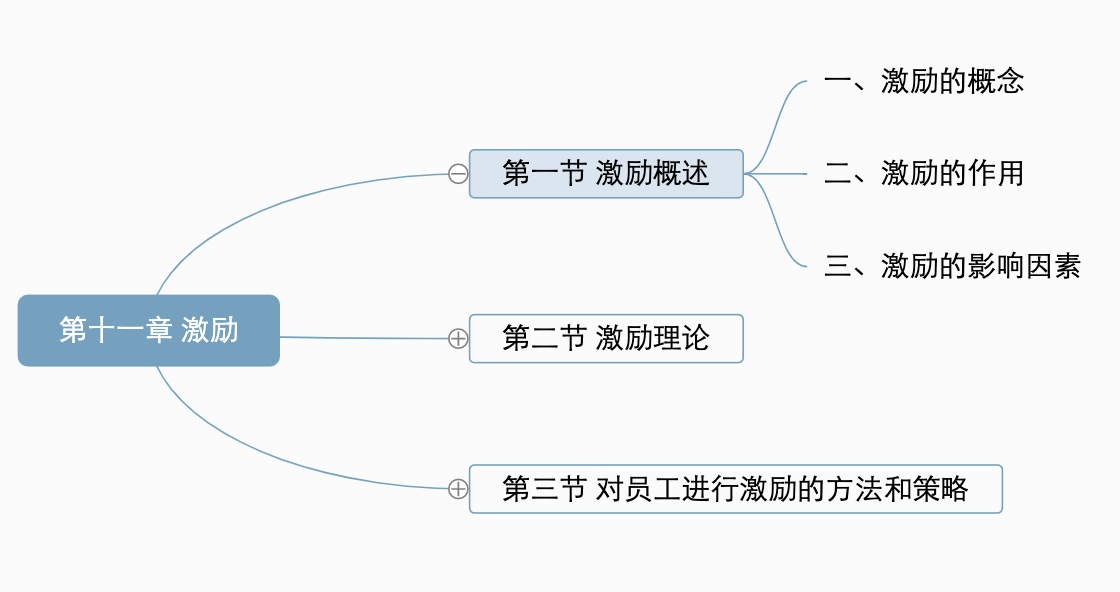 第十一章 激励
第一节 激励概述
一、激励的概念
二、激励的作用
三、激励的影响因素
第二节 激励理论
第三节 对员工进行激励的方法和策略